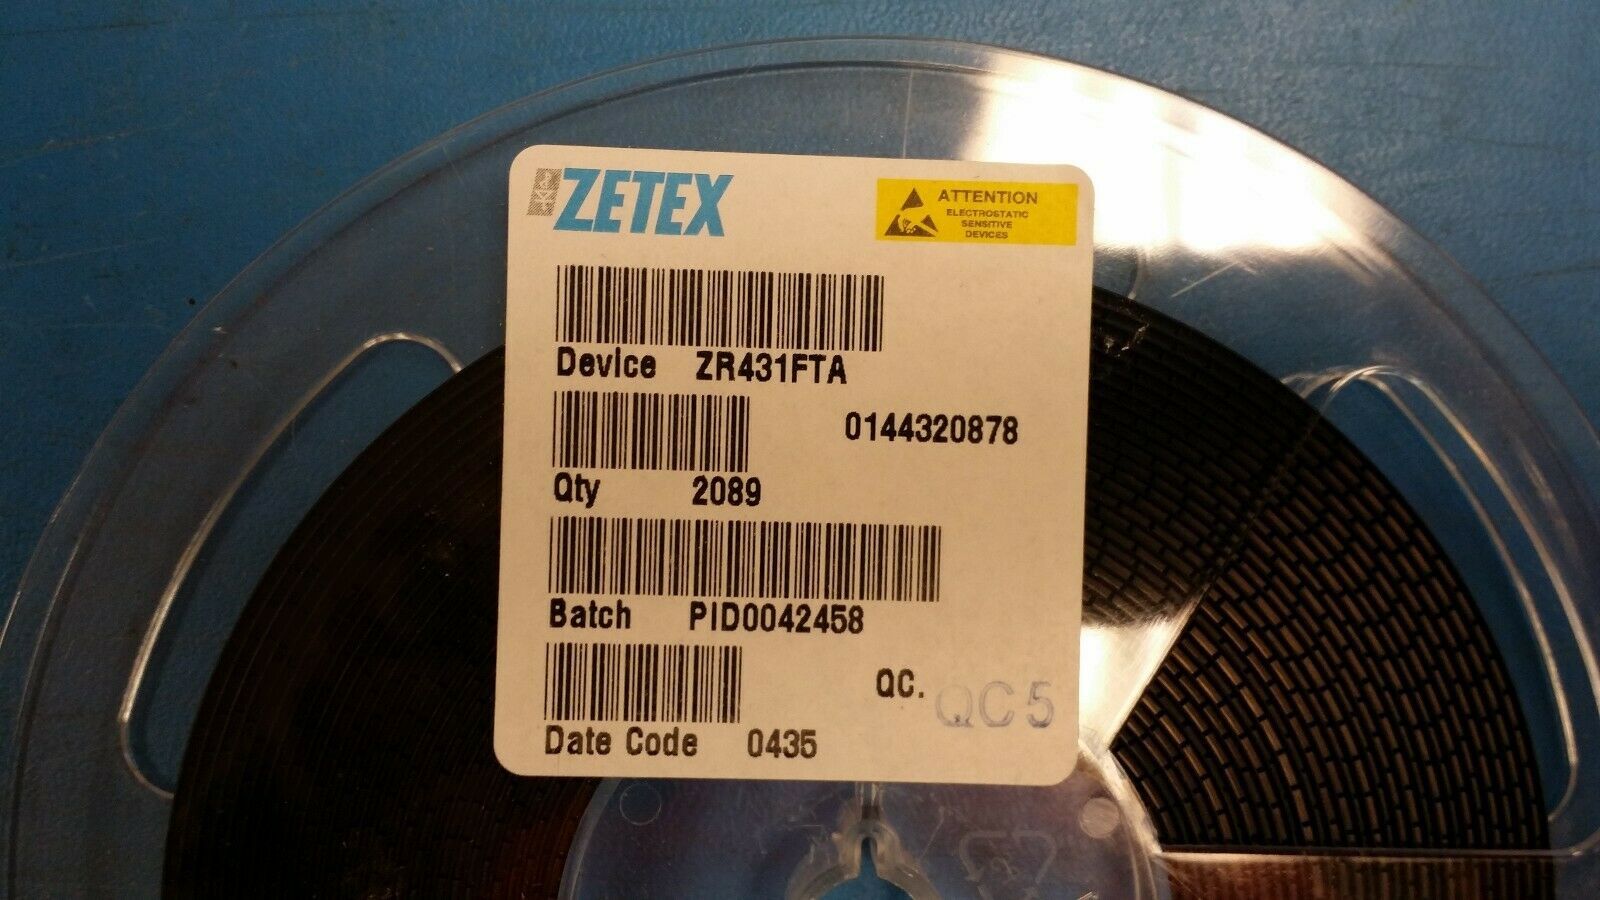 ZETEX
ATTENTION
ELECTROSTATIC
SENSITIVE
DEVICES
Device ZR431FTA
0144320878
Qty 2089
Batch PID0042458
QC. QC5
Date Code 0435